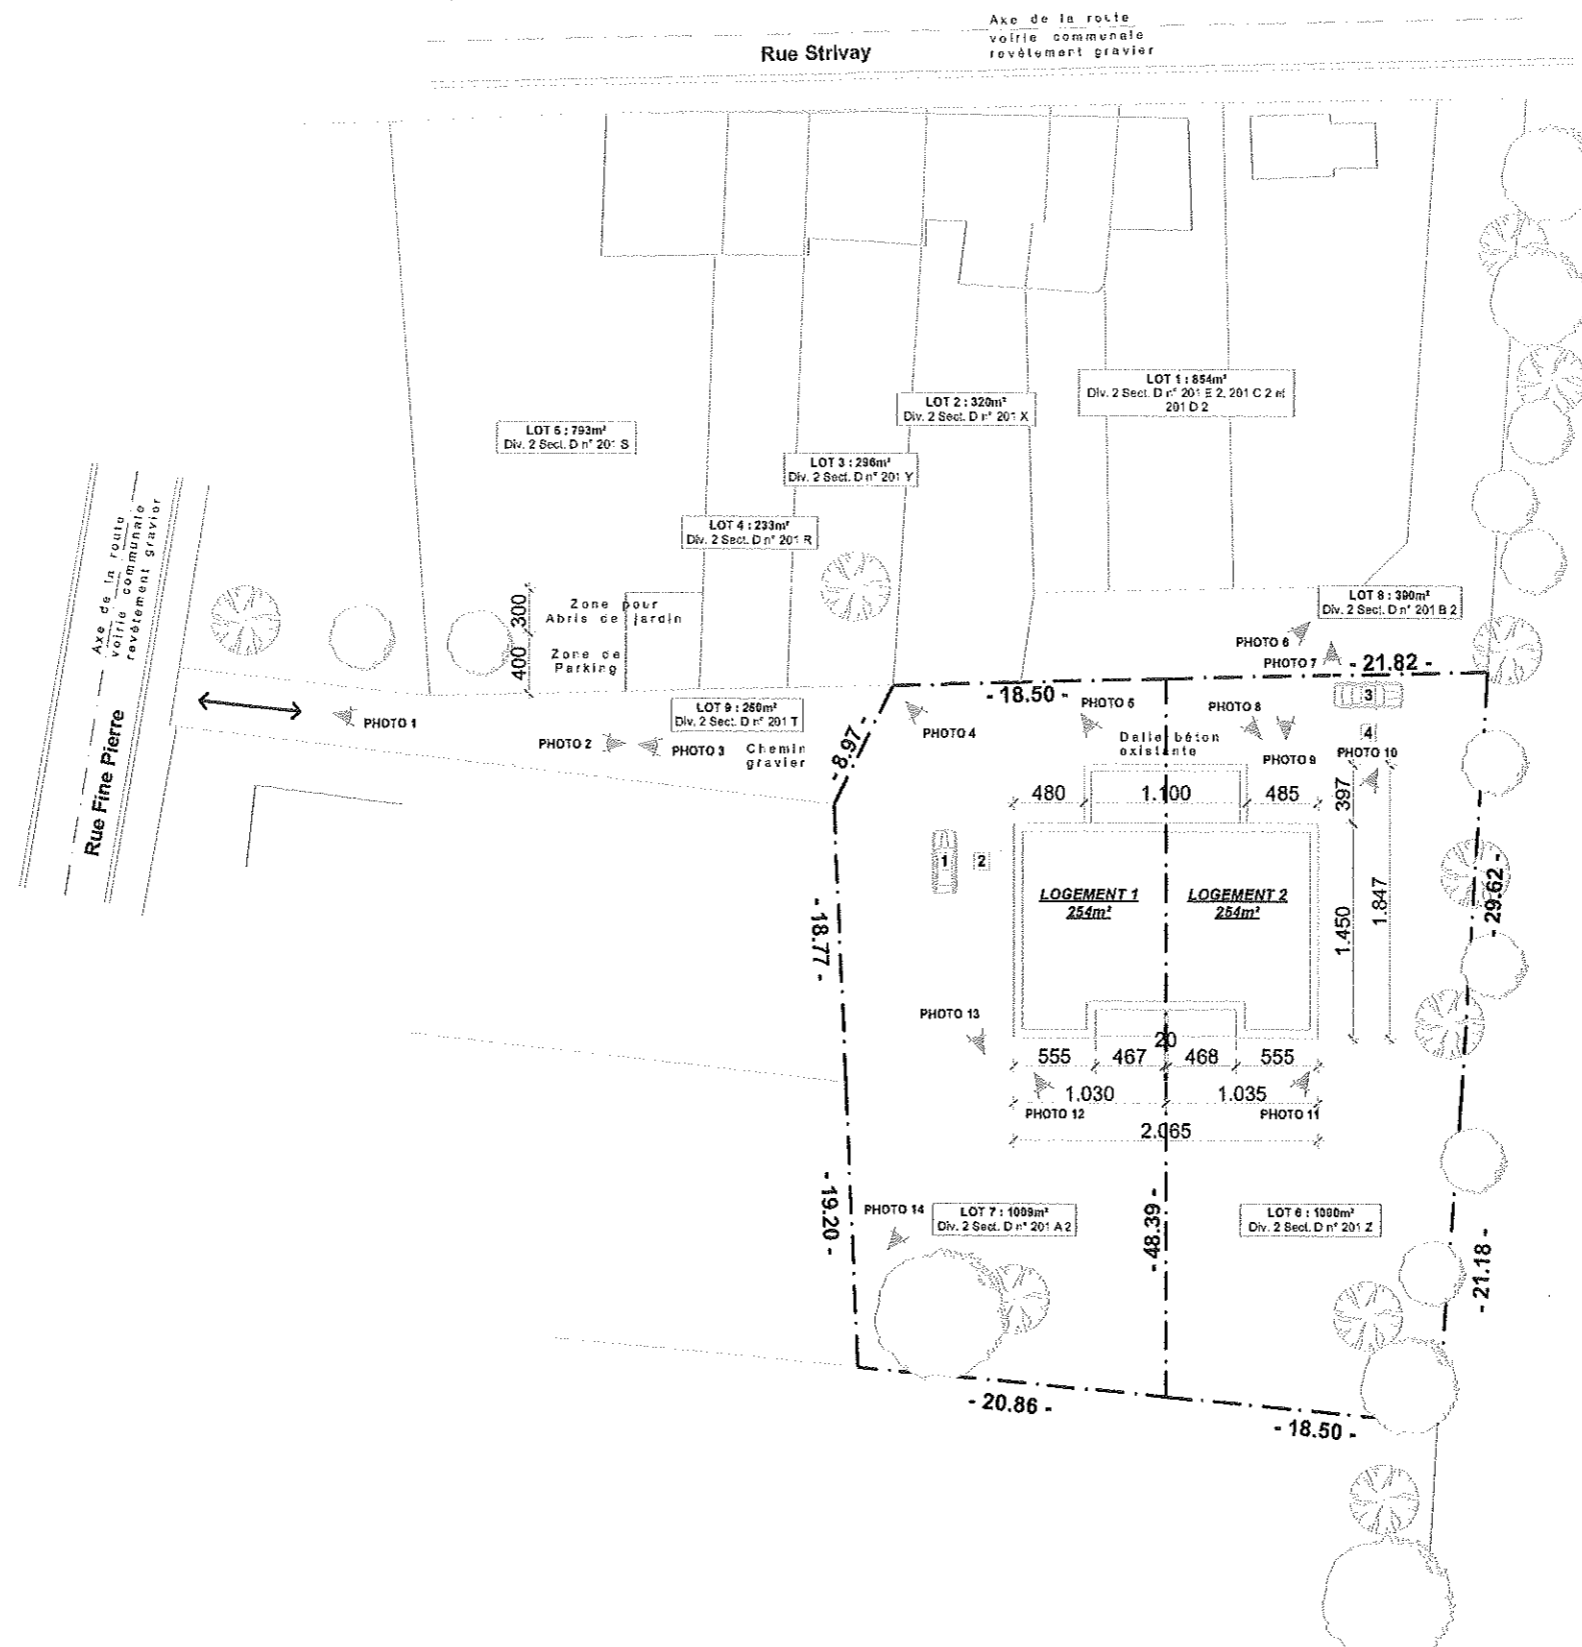 Axe de la route
voirie communale
revêtement gravier
Rue Strivay
LOT 1 : 854m²
Div. 2 Sect. D n° 201 E 2, 201 C 2 et
201 D 2
LOT 2 : 320m²
Div. 2 Sect. D n° 201 X
LOT 5 : 793m²
Div. 2 Sect. D n° 201 S
LOT 3 : 296m²
Div. 2 Sect. D n° 201 Y
LOT 4 : 233m²
Div. 2 Sect. D n° 201 R
Axe de la route
voirie communale
revêtement gravier
Rue Fine Pierre
300
400
Zone pour
Abris de jardin
Zone de
Parking
LOT 8 : 390m²
Div. 2 Sect. D n° 201 B 2
PHOTO 6
PHOTO 7
- 21.82 -
- 18.50 -
PHOTO 1
LOT 9 : 250m²
Div. 2 Sect. D n° 201 T
PHOTO 2
PHOTO 3
Chemin
gravier
- 8.97 -
PHOTO 4
PHOTO 5
PHOTO 8
3
4
Dalle béton
existante
PHOTO 9
PHOTO 10
480
1.100
485
397
1
2
LOGEMENT 1
254m²
LOGEMENT 2
254m²
1.450
1.847
- 29.62 -
- 18.77 -
PHOTO 13
20
555
467
468
555
1.030
1.035
PHOTO 12
PHOTO 11
2.065
- 19.20 -
PHOTO 14
LOT 7 : 1009m²
Div. 2 Sect. D n° 201 A 2
- 48.39 -
LOT 6 : 1090m²
Div. 2 Sect. D n° 201 Z
- 21.18 -
- 20.86 -
- 18.50 -